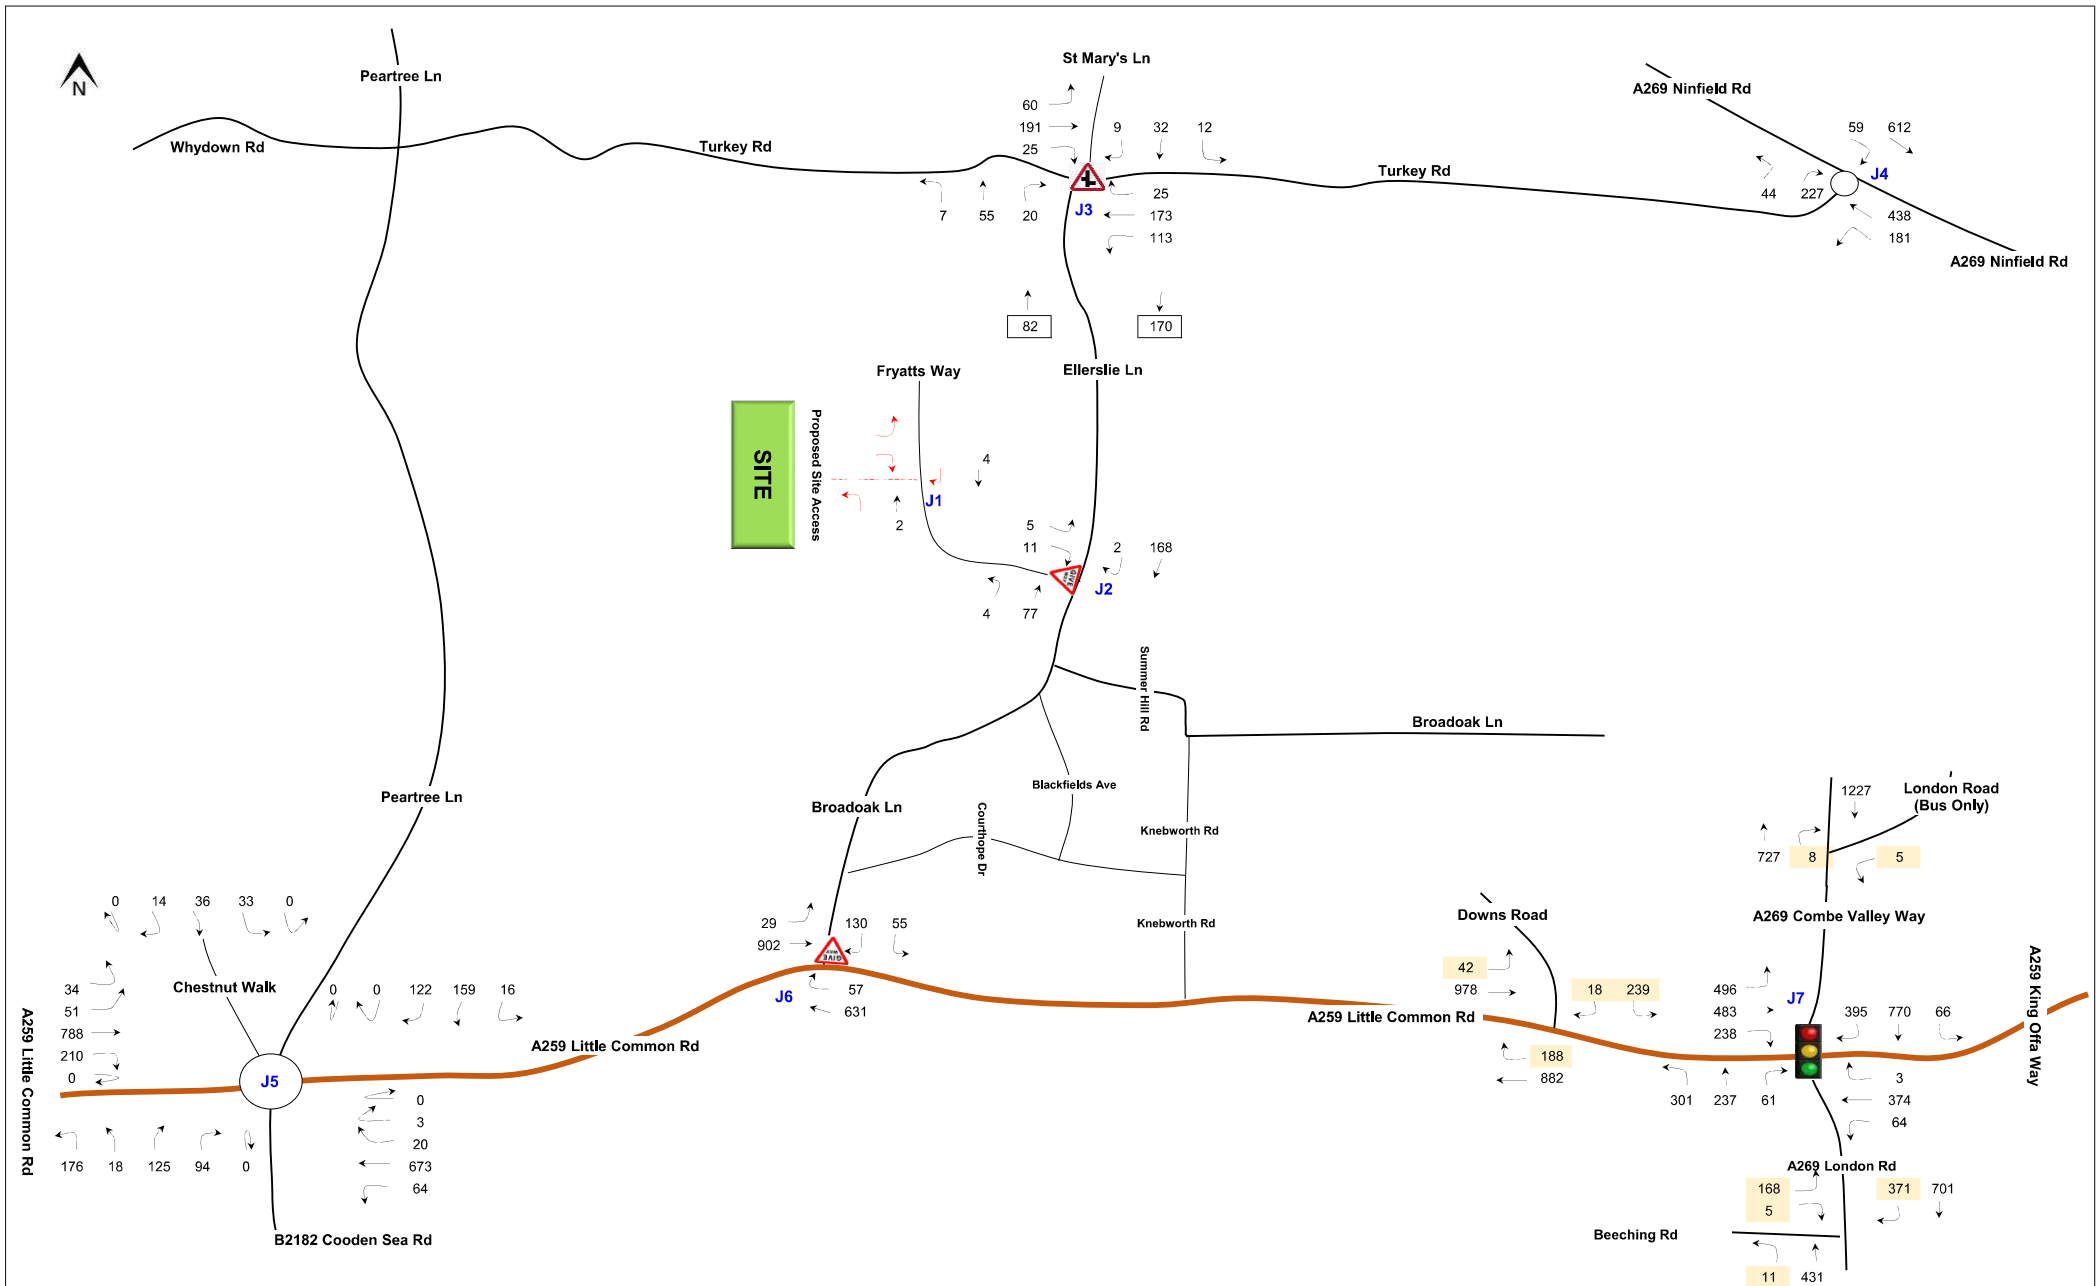 St Mary's Ln
Peartree Ln
N
A269 Ninfield Rd
60
191
25
9 32 12
59 612
Whydown Rd
Turkey Rd
Turkey Rd
J4
44 227
25
173
113
7 55 20
J3
438
181
A269 Ninfield Rd
82
170
Fryatts Way
Ellerslie Ln
SITE
Proposed Site Access
4
J1
2
5
11
2 168
GIVE
WAY
J2
4 77
Summer Hill Rd
Broadoak Ln
Blackfields Ave
Peartree Ln
Broadoak Ln
Courthope Dr
Knebworth Rd
1227
London Road
(Bus Only)
727 8
5
0 14 36 33 0
29
902
130 55
Knebworth Rd
Downs Road
A269 Combe Valley Way
GIVE
WAY
34
51
788
210
0
Chestnut Walk
0 0 122 159 16
J6
57
631
42
978
18 239
496
483
238
J7
395 770 66
A259 King Offa Way
A259 Little Common Rd
A259 Little Common Rd
A259 Little Common Rd
188
882
J5
0
3
20
673
64
301 237 61
3
374
64
176 18 125 94 0
A269 London Rd
168
5
371 701
B2182 Cooden Sea Rd
Beeching Rd
11 431